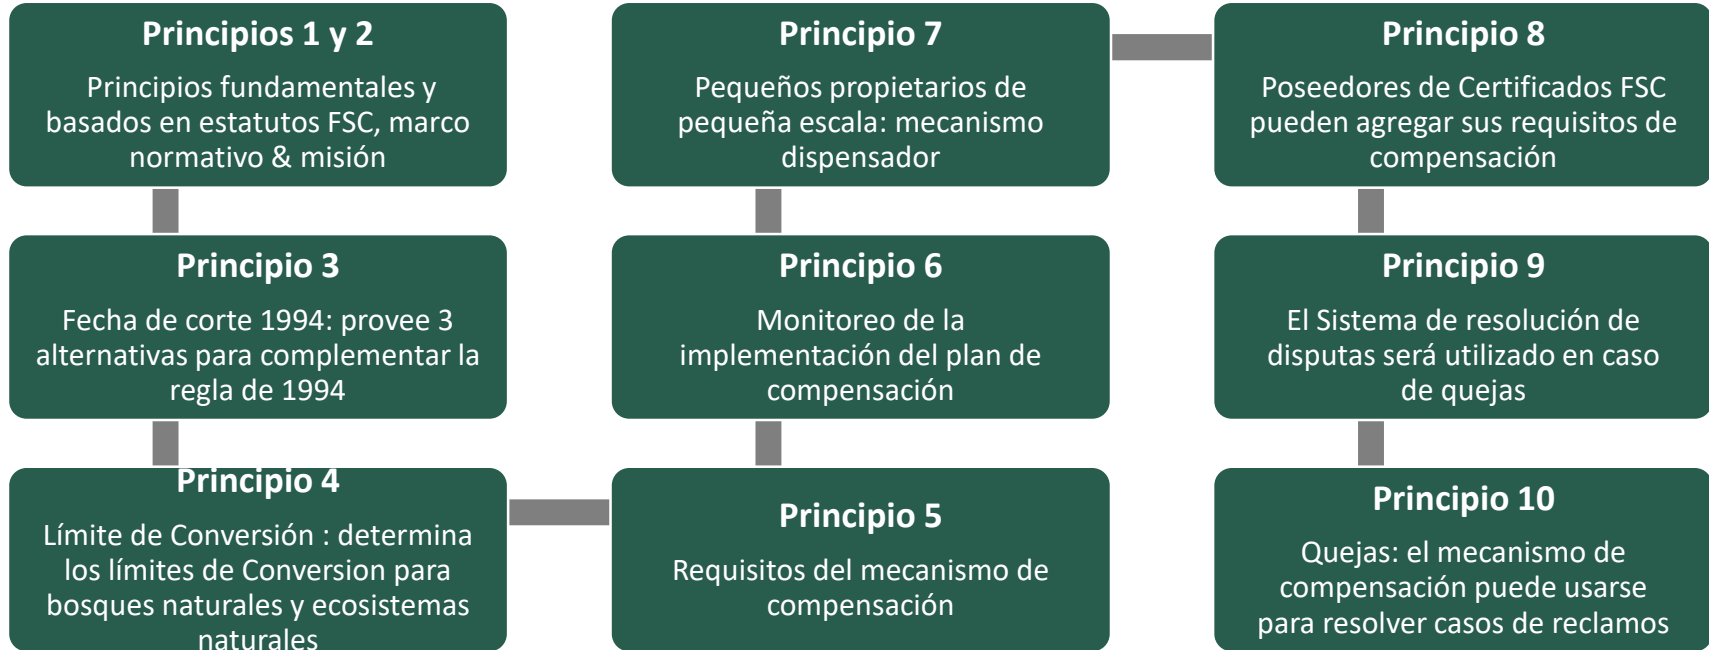 Principios 1 y 2
Principios fundamentales y
basados en estatutos FSC, marco
normativo & misión
Principio 3
Fecha de corte 1994: provee 3
alternativas para complementar la
regla de 1994
Principio 4
Límite de Conversión : determina
los límites de Conversion para
bosques naturales y ecosistemas
naturales
Principio 5
Requisitos del mecanismo de
compensación
Principio 6
Monitoreo de la
implementación del plan de
compensación
Principio 7
Pequeños propietarios de
pequeña escala: mecanismo
dispensador
Principio 8
Poseedores de Certificados FSC
pueden agregar sus requisitos de
compensación
Principio 9
El Sistema de resolución de
disputas será utilizado en caso
de quejas
Principio 10
Quejas: el mecanismo de
compensación puede usarse
para resolver casos de reclamos